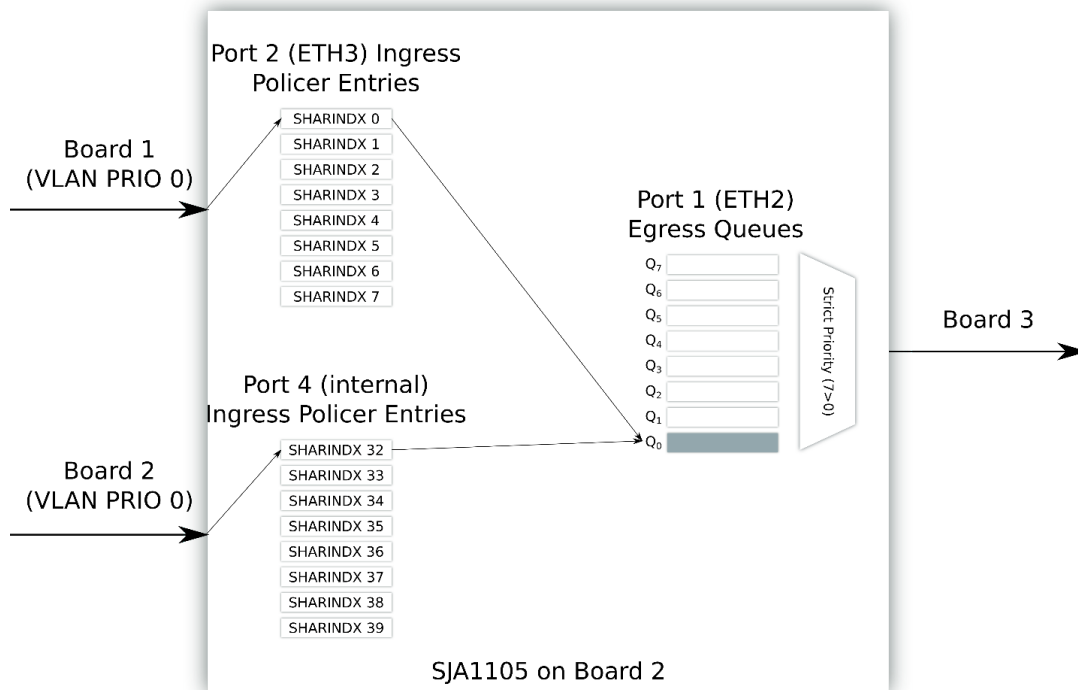 Port 2 (ETH3) Ingress
Policer Entries
SHARINDX 0
SHARINDX 1
SHARINDX 2
SHARINDX 3
SHARINDX 4
SHARINDX 5
SHARINDX 6
SHARINDX 7
Board 1
(VLAN PRIO 0)
Port 4 (internal)
Ingress Policer Entries
SHARINDX 32
SHARINDX 33
SHARINDX 34
SHARINDX 35
SHARINDX 36
SHARINDX 37
SHARINDX 38
SHARINDX 39
Board 2
(VLAN PRIO 0)
Port 1 (ETH2)
Egress Queues
Q7
Q6
Q5
Q4
Q3
Q2
Q1
Q0
Strict Priority (7>0)
Board 3
SJA1105 on Board 2